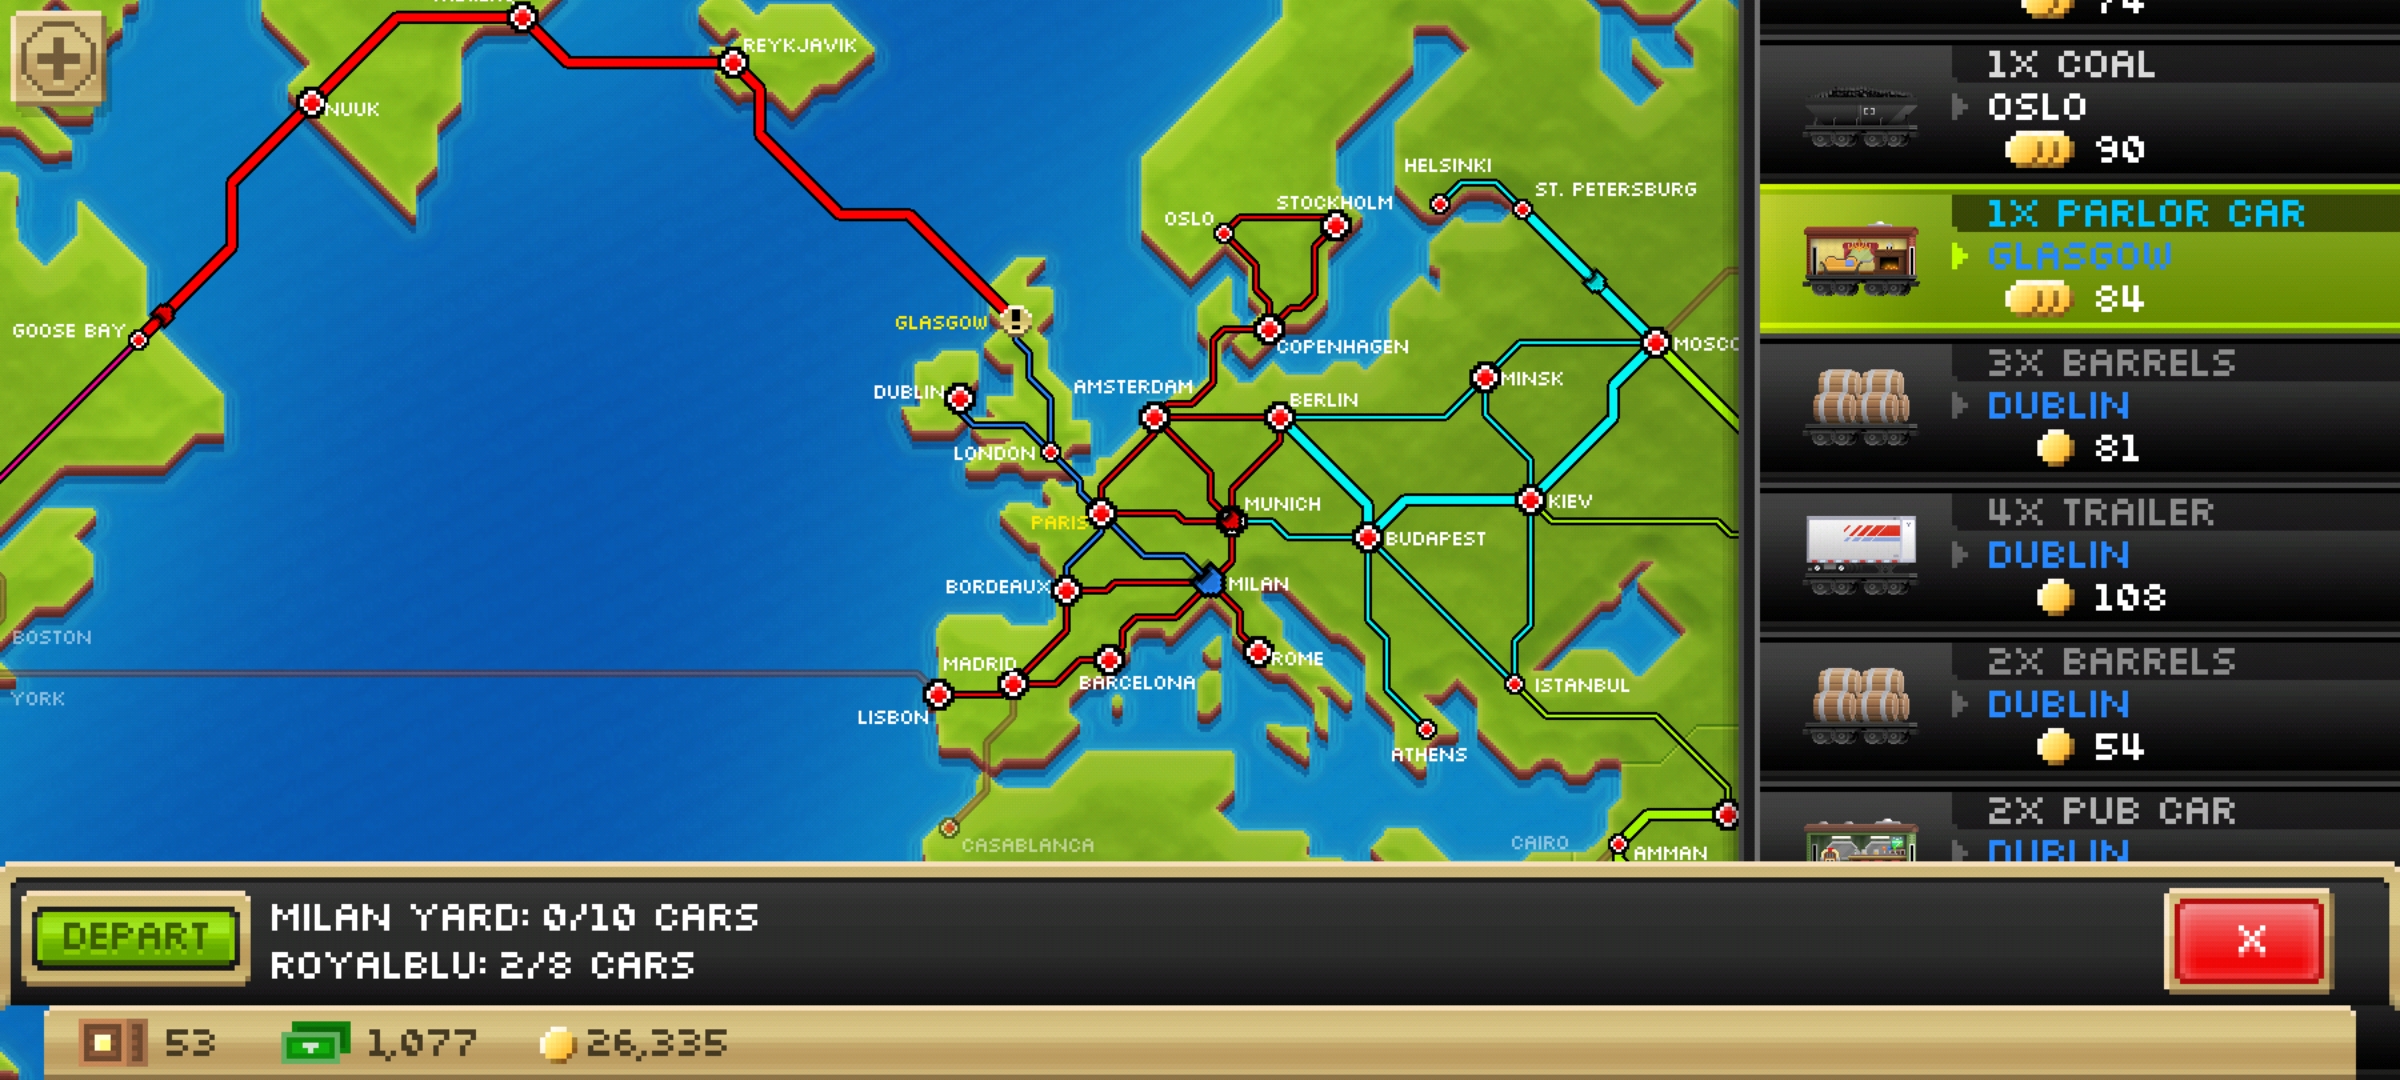 74
REYKJAVIK
NUUK
GOOSE BAY
HELSINKI
ST. PETERSBURG
STOCKHOLM
OSLO
GLASGOW
COPENHAGEN
MOSCO
MINSK
DUBLIN
AMSTERDAM
BERLIN
LONDON
MUNICH
KIEV
PARIS
BUDAPEST
BORDEAUX
MILAN
BOSTON
MADRID
ROME
BARCELONA
ISTANBUL
YORK
LISBON
ATHENS
CASABLANCA
CAIRO
AMMAN
1X COAL
OSLO
90
1X PARLOR CAR
GLASGOW
84
3X BARRELS
DUBLIN
81
4X TRAILER
DUBLIN
108
2X BARRELS
DUBLIN
54
2X PUB CAR
DUBLIN
DEPART
MILAN YARD: 0/10 CARS
ROYALBLU: 2/8 CARS
X
53
1,077
26,335